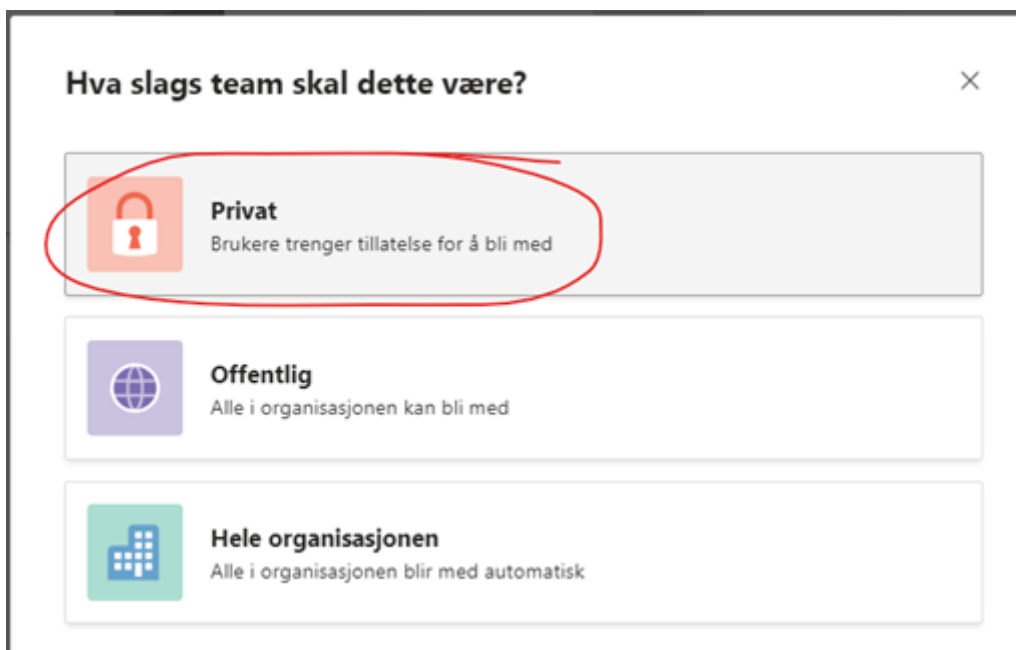 Hva slags team skal dette være?
Privat
Brukere trenger tillatelse for å bli med
Offentlig
Alle i organisasjonen kan bli med
Hele organisasjonen
Alle i organisasjonen blir med automatisk